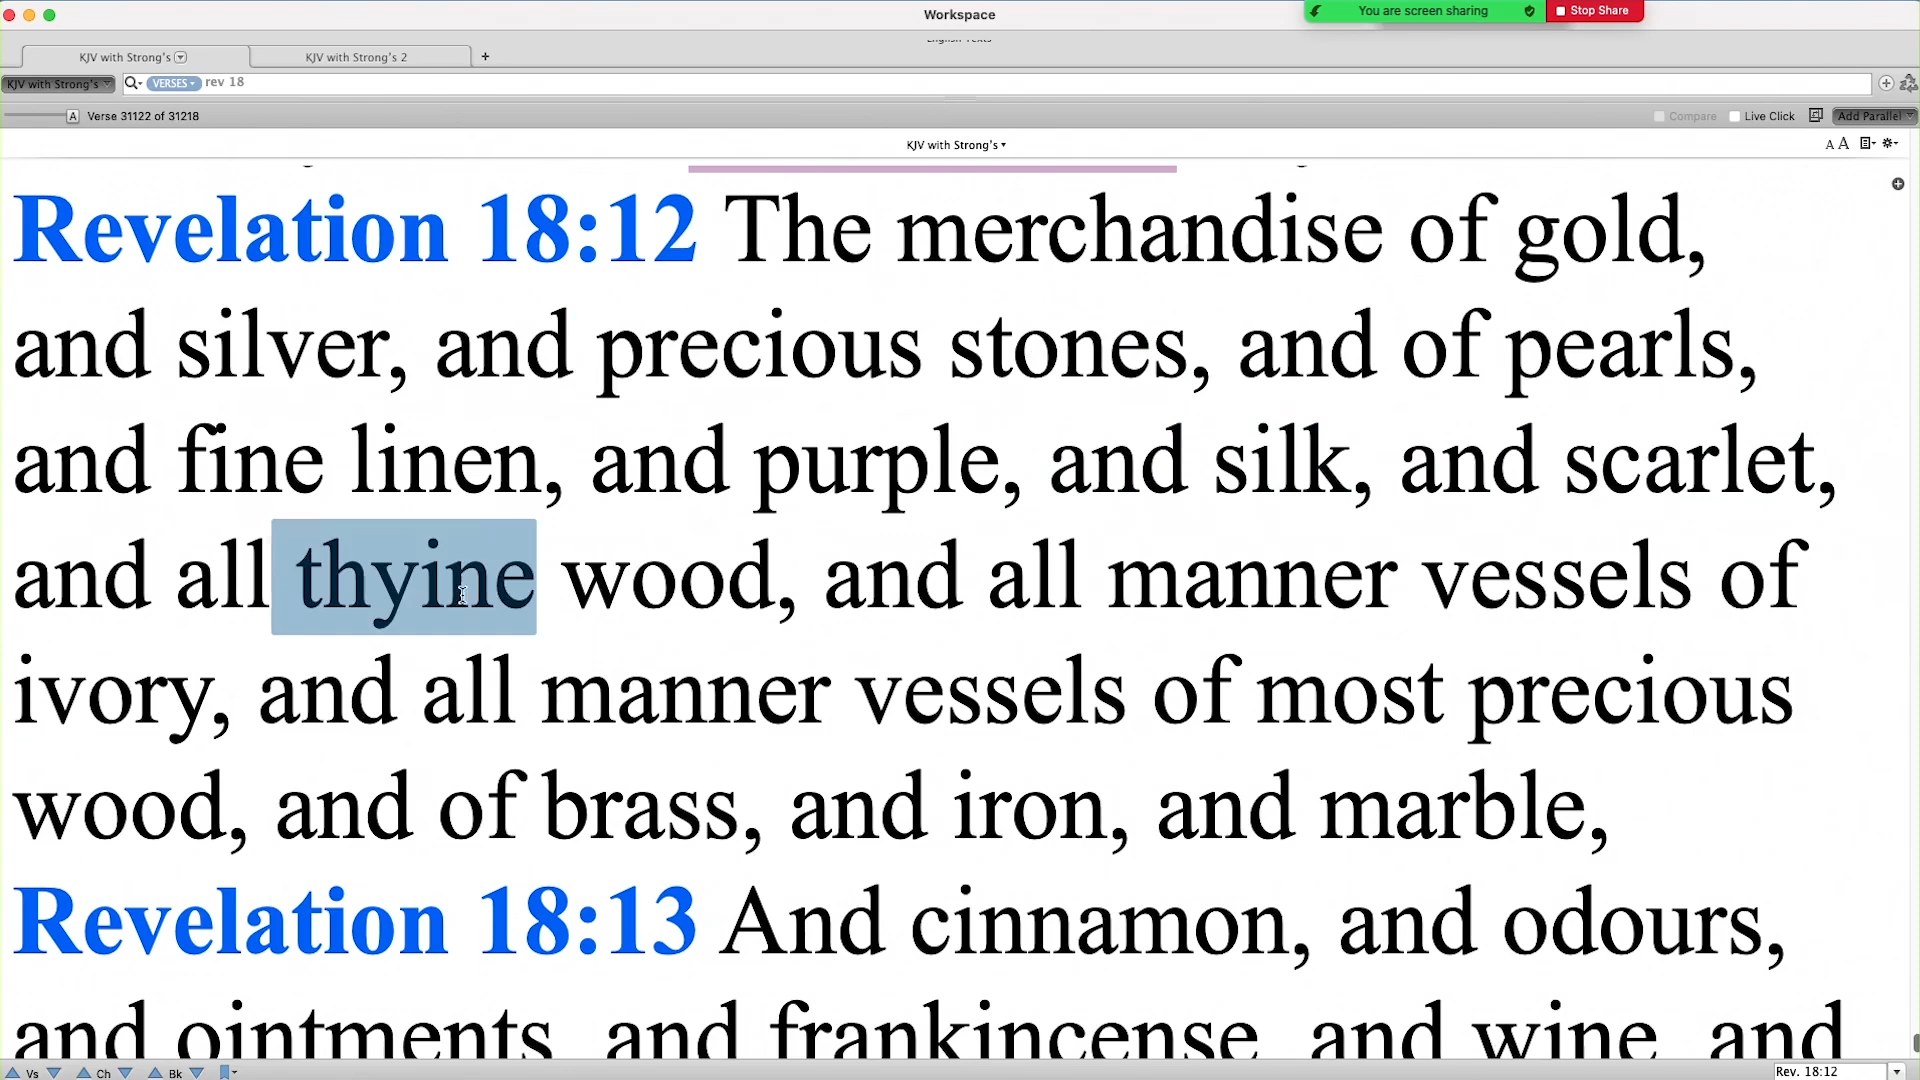 Workspace
You are screen sharing
Stop Share
English Texts
KJV with Strong's
KJV with Strong's 2
+
KJV with Strong's
VERSES
rev 18
A
Verse 31122 of 31218
Compare
Live Click
Add Parallel
KJV with Strong's
A A
Revelation 18:12 The merchandise of gold,
and silver, and precious stones, and of pearls,
and fine linen, and purple, and silk, and scarlet,
and all thyine wood, and all manner vessels of
ivory, and all manner vessels of most precious
wood, and of brass, and iron, and marble,
Revelation 18:13 And cinnamon, and odours,
and ointments, and frankincense, and wine, and
Vs
Ch
Bk
Rev. 18:12